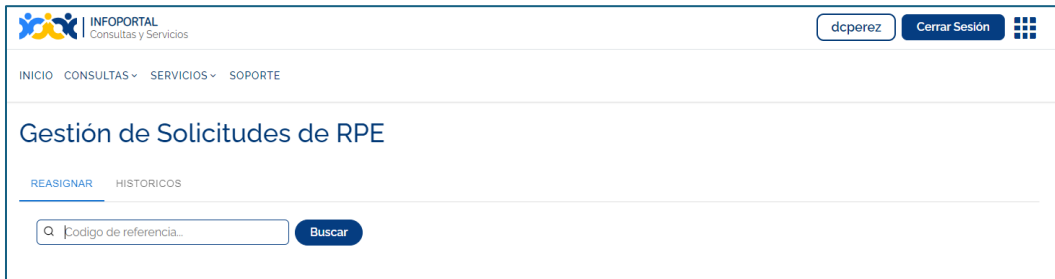 INFOPORTAL
Consultas y Servicios
dcperez
Cerrar Sesión
INICIO CONSULTAS SERVICIOS SOPORTE
Gestión de Solicitudes de RPE
REASIGNAR HISTORICOS
Codigo de referencia...
Buscar